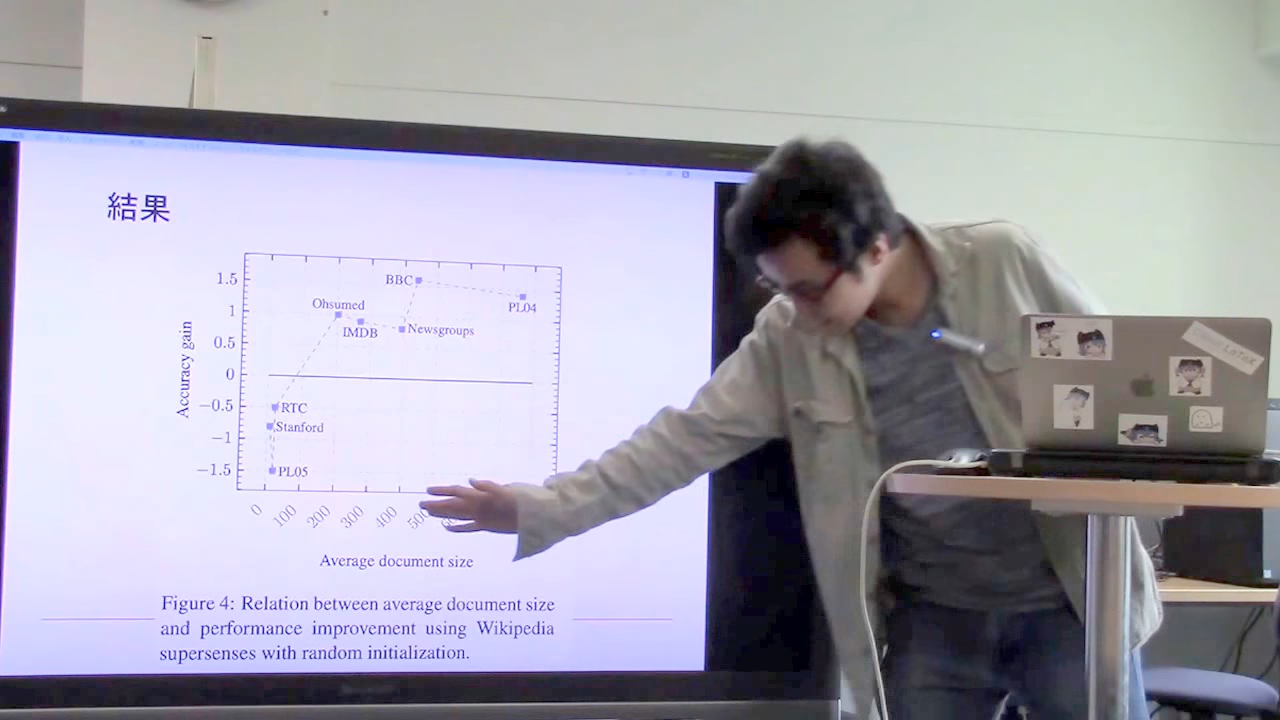 結果
1.5
1
0.5
0
−0.5
−1
−1.5
Accuracy gain
BBC
PL04
Ohsumed
IMDB
Newsgroups
RTC
Stanford
PL05
0
100
200
300
400
Average document size
Figure 4: Relation between average document size
and performance improvement using Wikipedia
supersenses with random initialization.
LaTeX